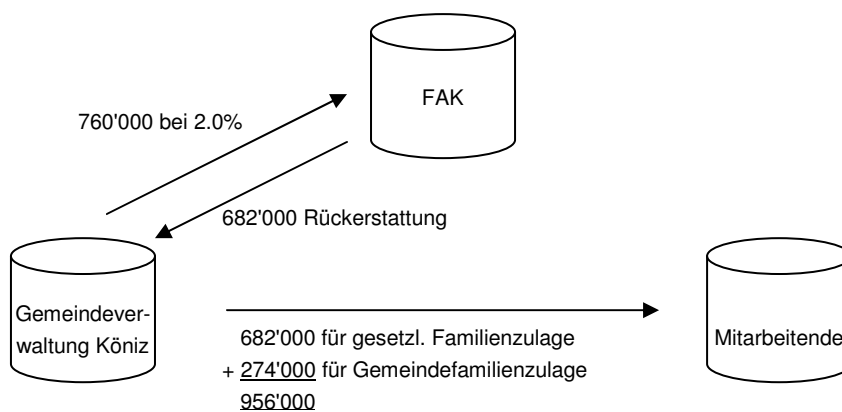 FAK
760'000 bei 2.0%
682'000 Rückerstattung
Gemeindever-
waltung Köniz
682'000 für gesetzl. Familienzulage
+ 274'000 für Gemeindefamilienzulage
956'000
Mitarbeitende